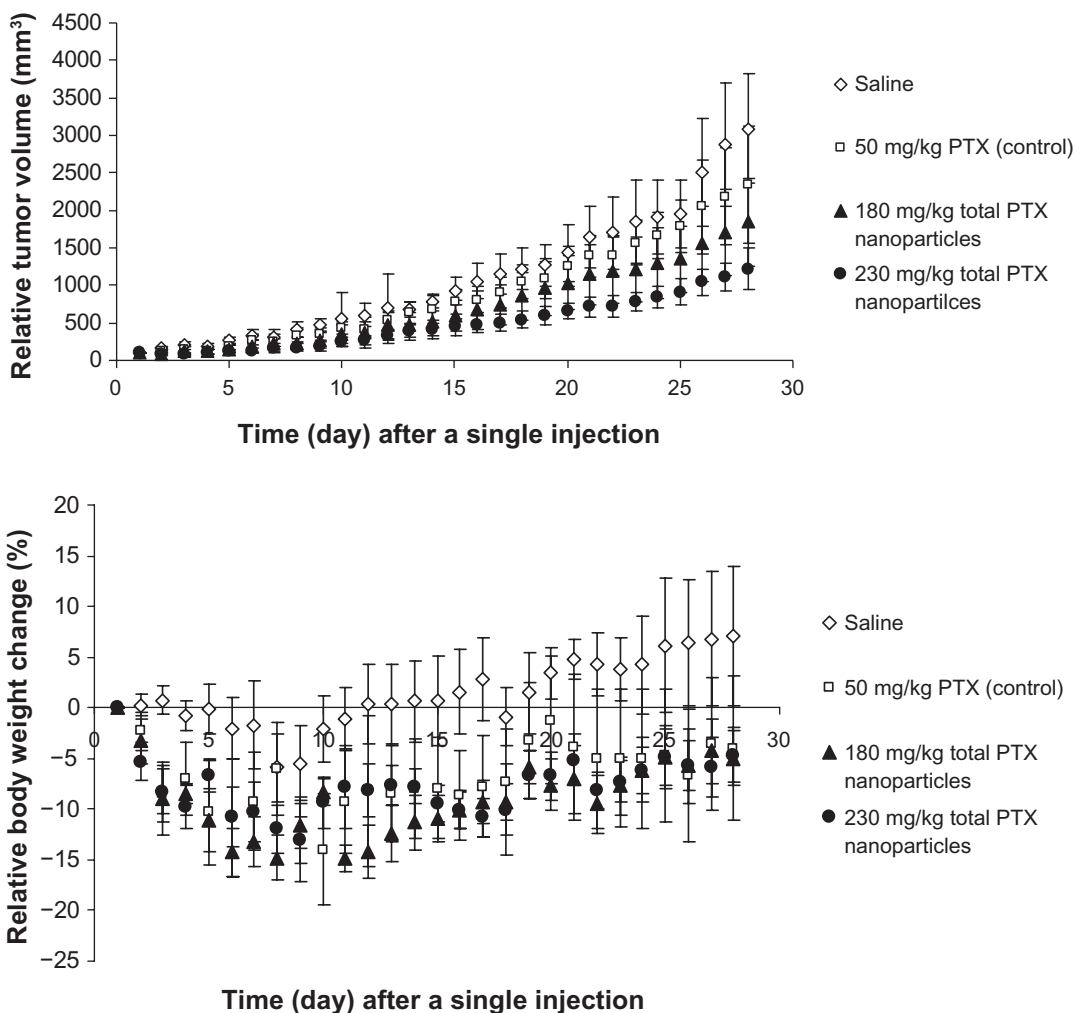 Relative tumor volume (mm³)
4500
4000
3500
3000
2500
2000
1500
1000
500
0
0 5 10 15 20 25 30
Time (day) after a single injection
Saline
50 mg/kg PTX (control)
180 mg/kg total PTX
nanoparticles
230 mg/kg total PTX
nanopartilces
Relative body weight change (%)
20
15
10
5
0
−5
−10
−15
−20
−25
0 5 10 15 20 25 30
Time (day) after a single injection
Saline
50 mg/kg PTX (control)
180 mg/kg total PTX
nanoparticles
230 mg/kg total PTX
nanoparticles